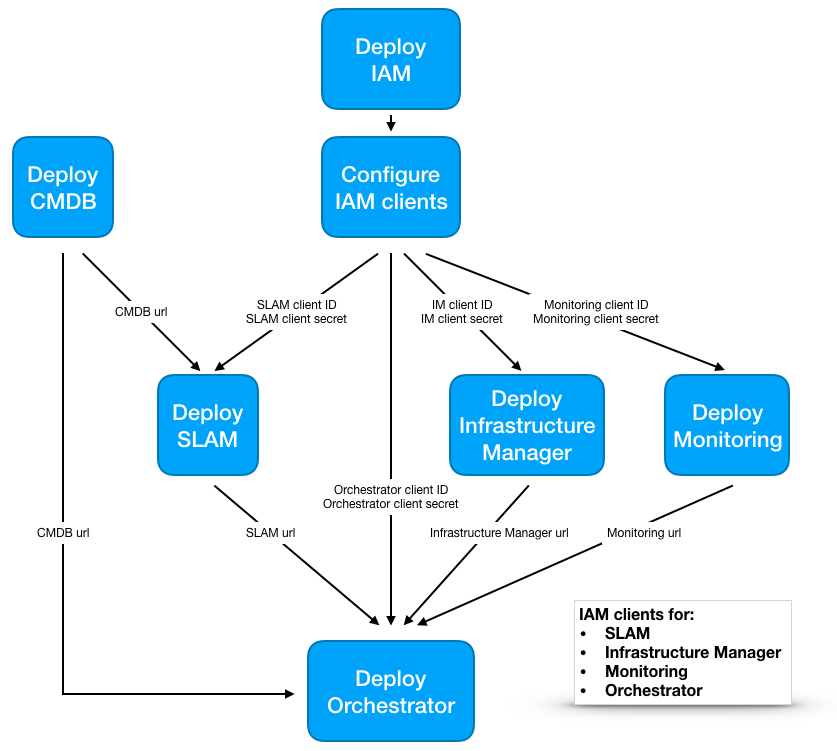 Deploy
IAM
Deploy
CMDB
Configure
IAM clients
CMDB url
SLAM client ID
SLAM client secret
IM client ID
IM client secret
Monitoring client ID
Monitoring client secret
Deploy
SLAM
Deploy
Infrastructure
Manager
Deploy
Monitoring
Orchestrator client ID
Orchestrator client secret
CMDB url
SLAM url
Infrastructure Manager url
Monitoring url
IAM clients for:
• SLAM
• Infrastructure Manager
• Monitoring
• Orchestrator
Deploy
Orchestrator